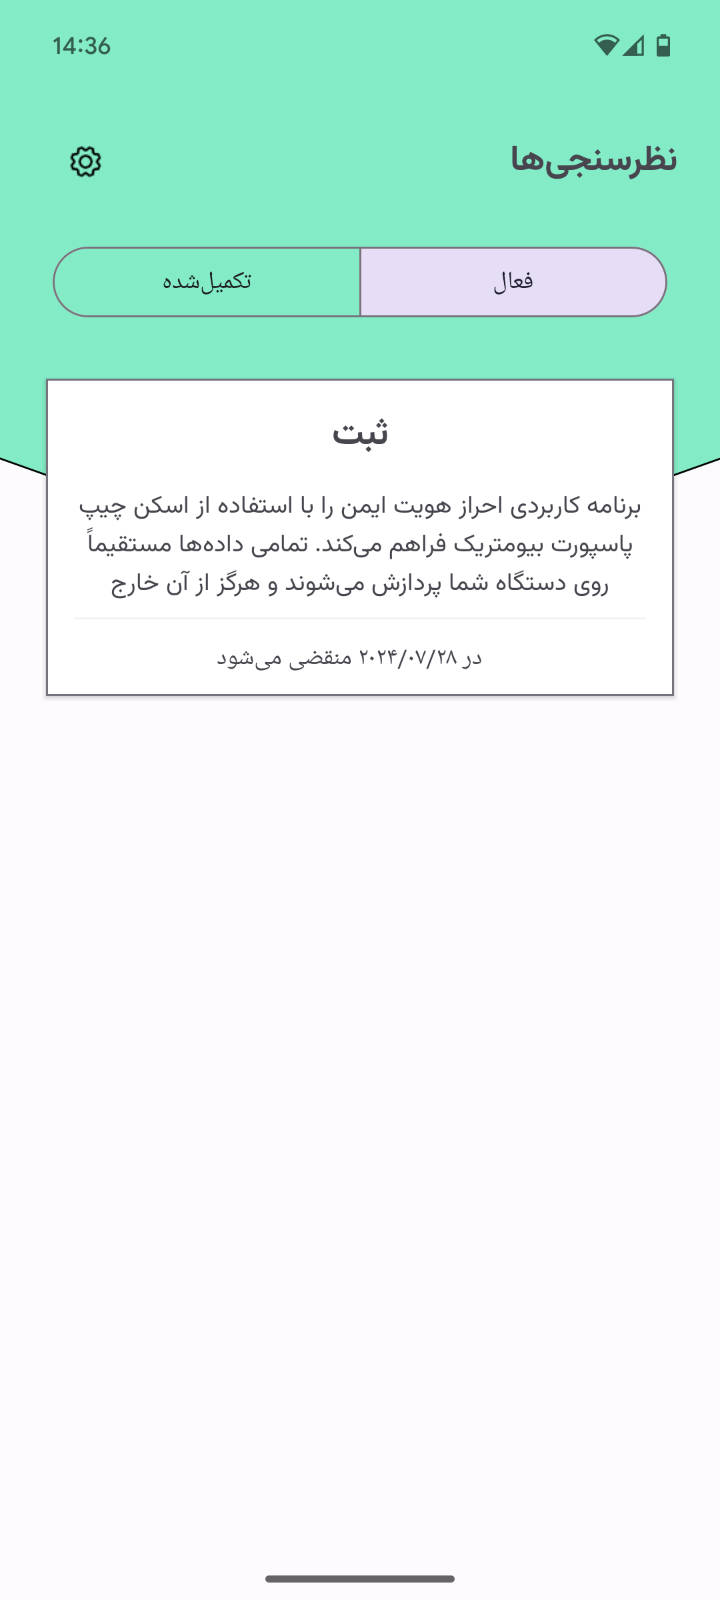 14:36
نظرسنجی‌ها
فعال
تکمیل‌شده
ثبت
برنامه کاربردی احراز هویت ایمن را با استفاده از اسکن چیپ
پاسپورت بیومتریک فراهم می‌کند. تمامی داده‌ها مستقیماً
روی دستگاه شما پردازش می‌شوند و هرگز از آن خارج
در ۲۰۲۴/۰۷/۲۸ منقضی می‌شود